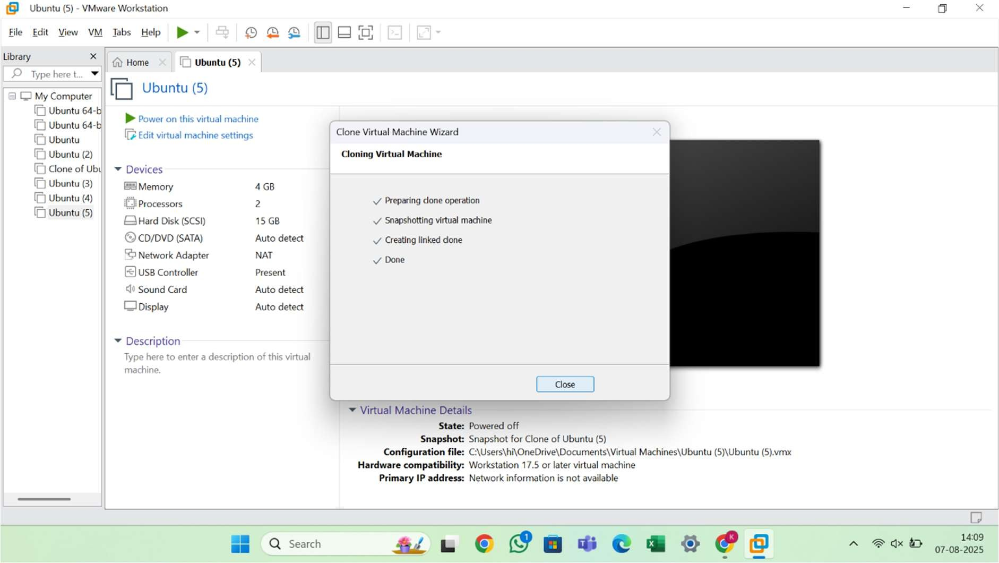 Ubuntu (5) - VMware Workstation
File Edit View VM Tabs Help
Library
Type here t...
Home
Ubuntu (5)
My Computer
Ubuntu 64-b
Ubuntu 64-b
Ubuntu
Ubuntu (2)
Clone of Ubu
Ubuntu (3)
Ubuntu (4)
Ubuntu (5)
Ubuntu (5)
Power on this virtual machine
Edit virtual machine settings
Devices
Memory 4 GB
Processors 2
Hard Disk (SCSI) 15 GB
CD/DVD (SATA) Auto detect
Network Adapter NAT
USB Controller Present
Sound Card Auto detect
Display Auto detect
Description
Type here to enter a description of this virtual
machine.
Clone Virtual Machine Wizard
Cloning Virtual Machine
Preparing clone operation
Snapshotting virtual machine
Creating linked clone
Done
Close
Virtual Machine Details
State: Powered off
Snapshot: Snapshot for Clone of Ubuntu (5)
Configuration file: C:\Users\hi\OneDrive\Documents\Virtual Machines\Ubuntu (5)\Ubuntu (5).vmx
Hardware compatibility: Workstation 17.5 or later virtual machine
Primary IP address: Network information is not available
Search
1
K
14:09
07-08-2025